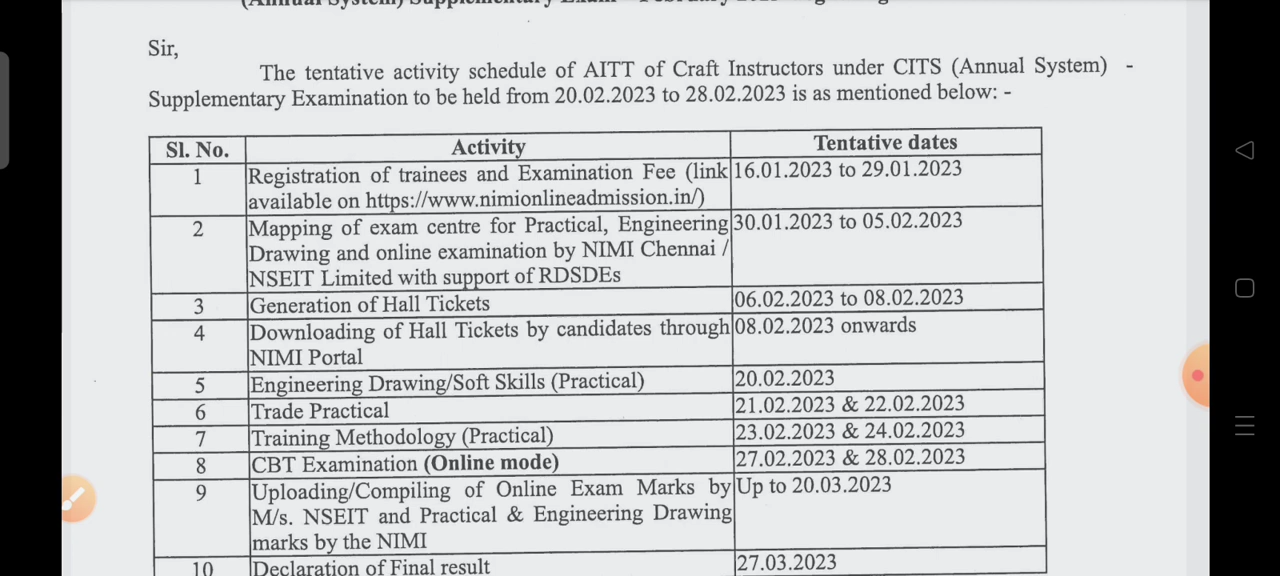 Sir,
The tentative activity schedule of AITT of Craft Instructors under CITS (Annual System) -
Supplementary Examination to be held from 20.02.2023 to 28.02.2023 is as mentioned below: -
Sl. No. Activity Tentative dates
1 Registration of trainees and Examination Fee (link 16.01.2023 to 29.01.2023
available on https://www.nimionlineadmission.in/)
2 Mapping of exam centre for Practical, Engineering 30.01.2023 to 05.02.2023
Drawing and online examination by NIMI Chennai /
NSEIT Limited with support of RDSDEs
3 Generation of Hall Tickets 06.02.2023 to 08.02.2023
4 Downloading of Hall Tickets by candidates through 08.02.2023 onwards
NIMI Portal
5 Engineering Drawing/Soft Skills (Practical) 20.02.2023
6 Trade Practical 21.02.2023 & 22.02.2023
7 Training Methodology (Practical) 23.02.2023 & 24.02.2023
8 CBT Examination (Online mode) 27.02.2023 & 28.02.2023
9 Uploading/Compiling of Online Exam Marks by Up to 20.03.2023
M/s. NSEIT and Practical & Engineering Drawing
marks by the NIMI
10 Declaration of Final result 27.03.2023